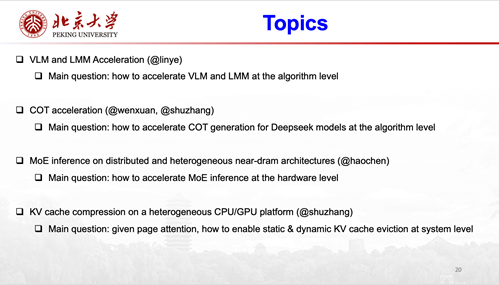 北京大学
PEKING UNIVERSITY
Topics
VLM and LMM Acceleration (@linye)
Main question: how to accelerate VLM and LMM at the algorithm level
COT acceleration (@wenxuan, @shuzhang)
Main question: how to accelerate COT generation for Deepseek models at the algorithm level
MoE inference on distributed and heterogeneous near-dram architectures (@haochen)
Main question: how to accelerate MoE inference at the hardware level
KV cache compression on a heterogeneous CPU/GPU platform (@shuzhang)
Main question: given page attention, how to enable static & dynamic KV cache eviction at system level
20